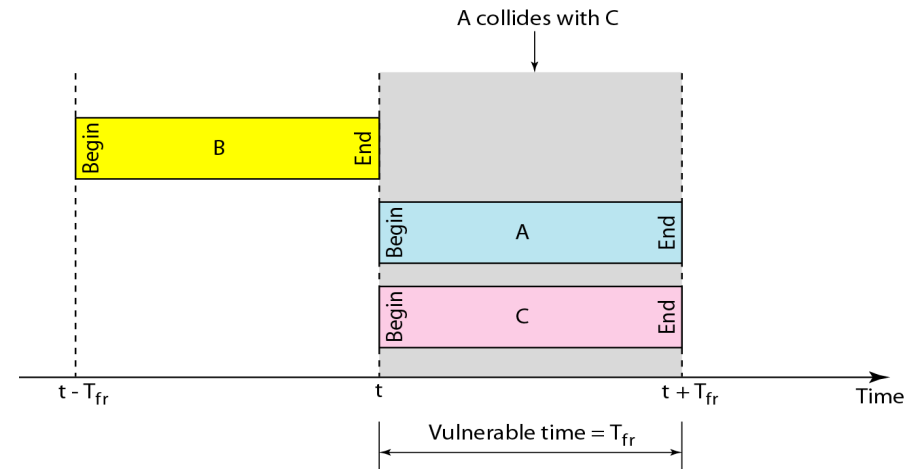 A collides with C
Begin B End
Begin A End
Begin C End
t - Tfr t t + Tfr Time
Vulnerable time = Tfr